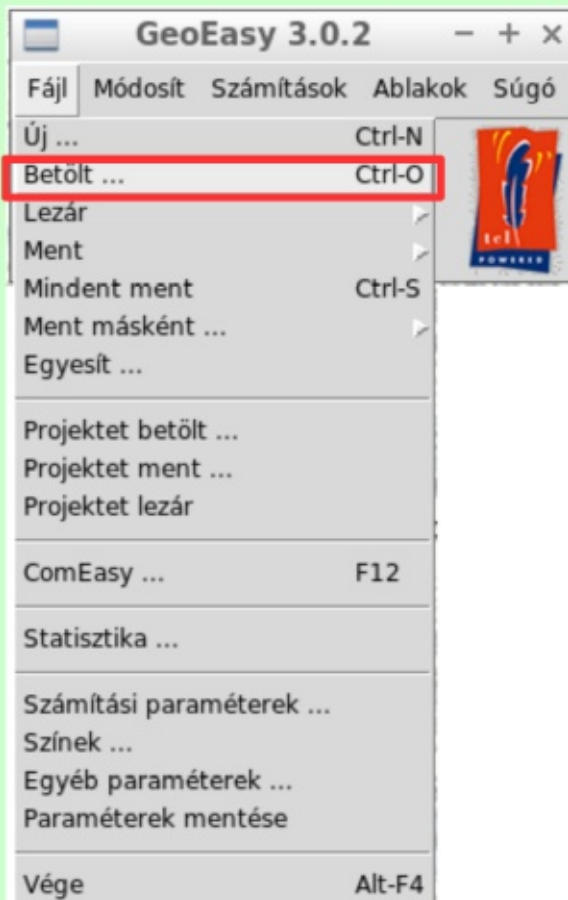 GeoEasy 3.0.2
Fájl Módosít Számítások Ablakok Súgó
Új ... Ctrl-N
Betölt ... Ctrl-O
Lezár
Ment
Mindent ment Ctrl-S
Ment másként ...
Egyesít ...
Projektet betölt ...
Projektet ment ...
Projektet lezár
ComEasy ... F12
Statisztika ...
Számítási paraméterek ...
Színek ...
Egyéb paraméterek ...
Paraméterek mentése
Vége Alt-F4
tcl
POWERED